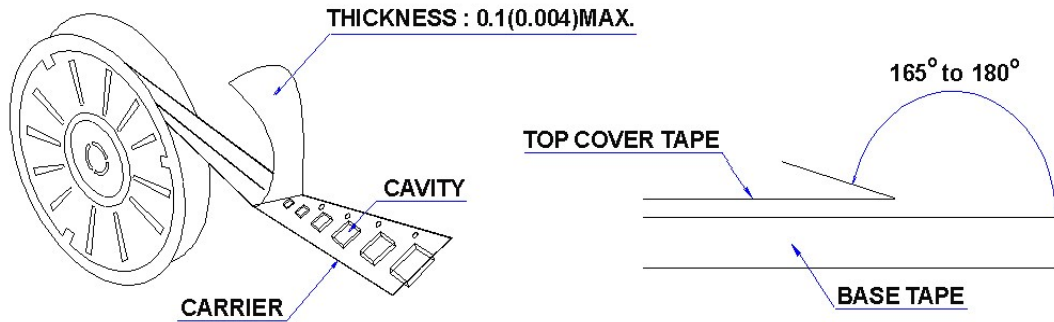 THICKNESS : 0.1(0.004)MAX.
165° to 180°
TOP COVER TAPE
CAVITY
CARRIER
BASE TAPE